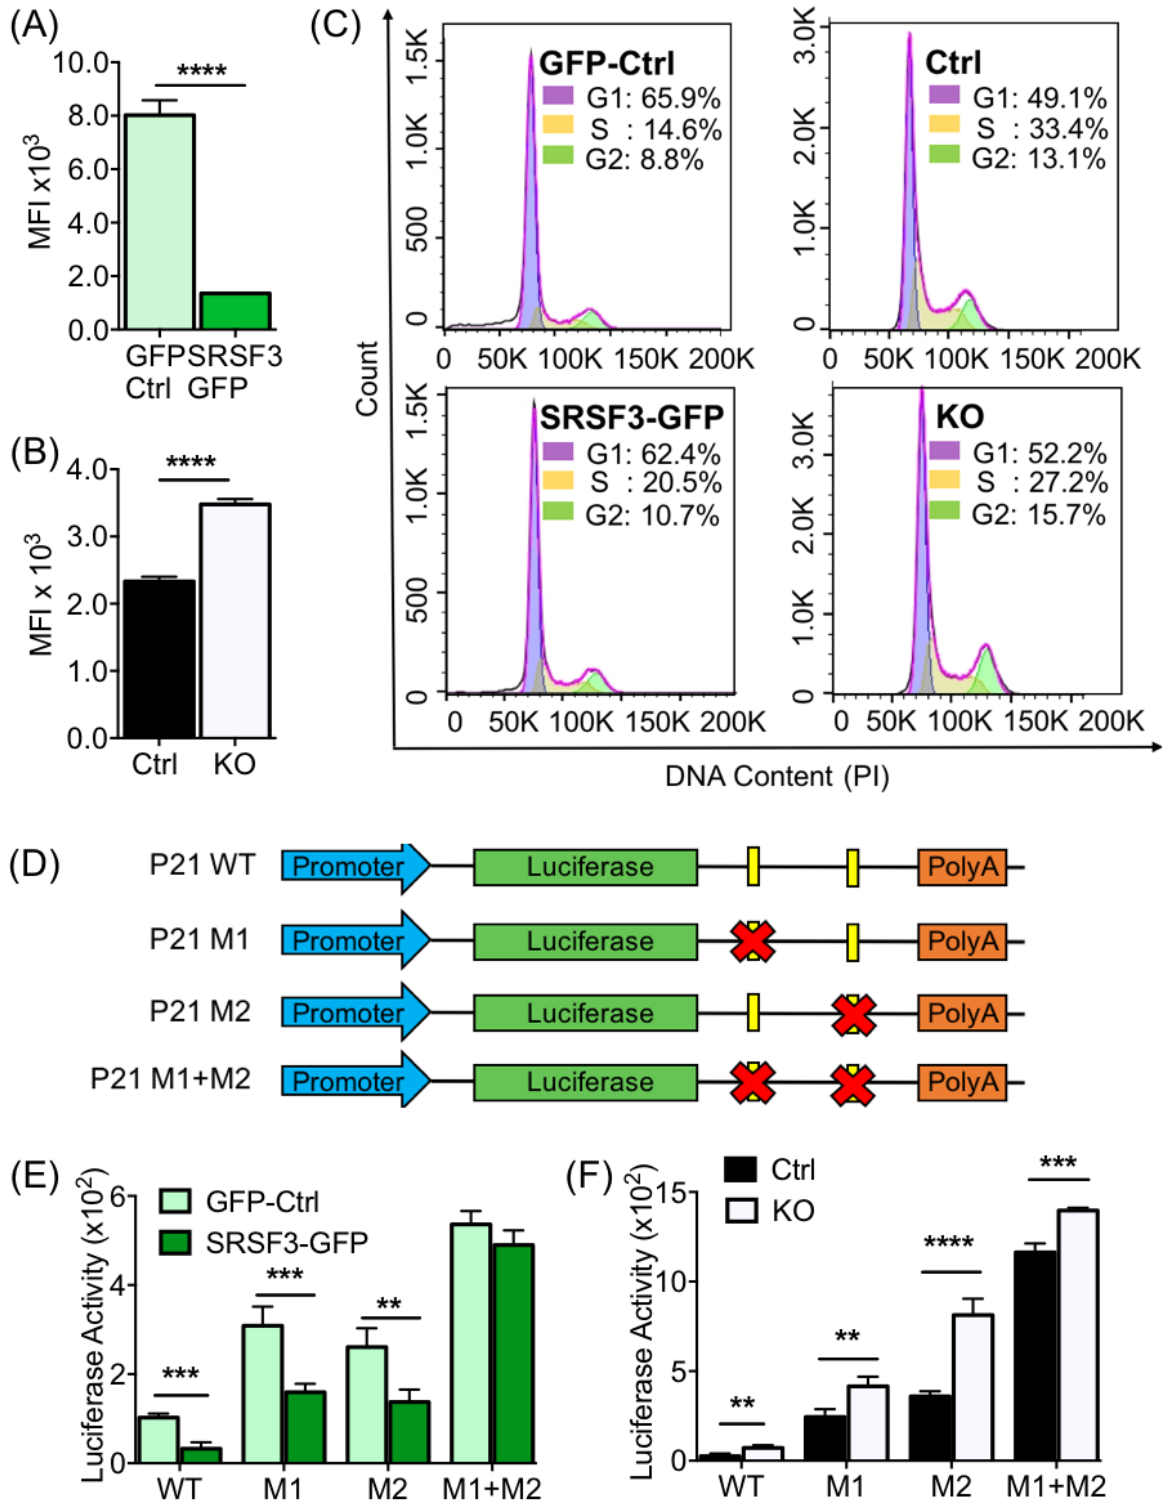 (A)
MFI x10³
10.0
8.0
6.0
4.0
2.0
0.0
****
GFP SRSF3
Ctrl GFP
(B)
MFI x 10³
4.0
3.0
2.0
1.0
0.0
****
Ctrl KO
(C)
Count
1.5K
1.0K
500
0
GFP-Ctrl
G1: 65.9%
S : 14.6%
G2: 8.8%
0 50K 100K 150K 200K
3.0K
2.0K
1.0K
0
Ctrl
G1: 49.1%
S : 33.4%
G2: 13.1%
0 50K 100K 150K 200K
1.5K
1.0K
500
0
SRSF3-GFP
G1: 62.4%
S : 20.5%
G2: 10.7%
0 50K 100K 150K 200K
3.0K
2.0K
1.0K
0
KO
G1: 52.2%
S : 27.2%
G2: 15.7%
0 50K 100K 150K 200K
DNA Content (PI)
(D)
P21 WT Promoter Luciferase PolyA
P21 M1 Promoter Luciferase PolyA
P21 M2 Promoter Luciferase PolyA
P21 M1+M2 Promoter Luciferase PolyA
(E)
Luciferase Activity (x10²)
6
4
2
0
GFP-Ctrl
SRSF3-GFP
***
***
**
WT M1 M2 M1+M2
(F)
Luciferase Activity (x10²)
15
10
5
0
Ctrl
KO
**
**
****
***
WT M1 M2 M1+M2